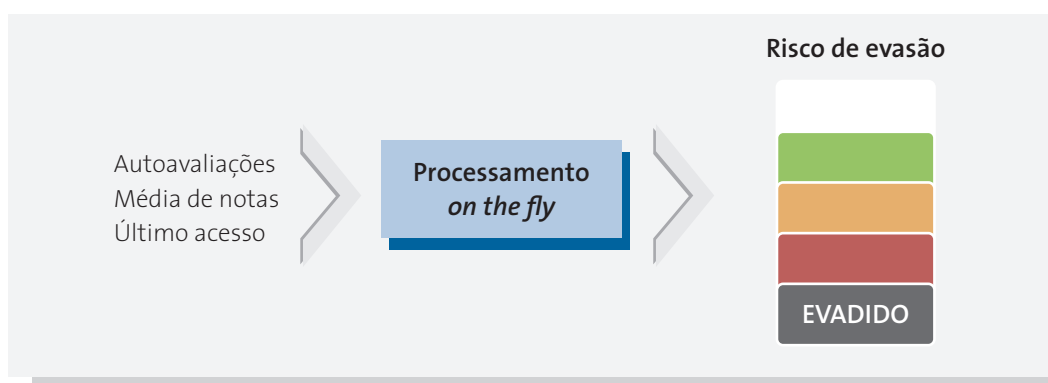 Risco de evasão
Autoavaliações
Média de notas
Último acesso
Processamento
on the fly
EVADIDO